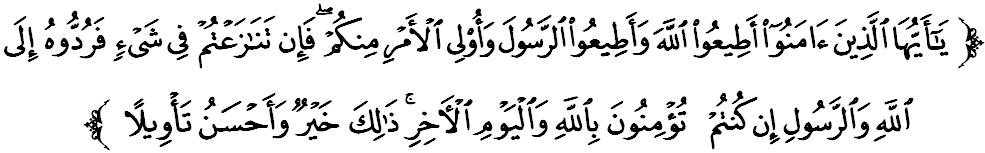 ﴿ يَـٰٓأَيُّهَا ٱلَّذِينَ ءَامَنُوٓا۟ أَطِيعُوا۟ ٱللَّهَ وَأَطِيعُوا۟ ٱلرَّسُولَ وَأُو۟لِى ٱلْأَمْرِ مِنكُمْ ۖ فَإِن تَنَـٰزَعْتُمْ فِى شَىْءٍ فَرُدُّوهُ إِلَى
ٱللَّهِ وَٱلرَّسُولِ إِن كُنتُمْ تُؤْمِنُونَ بِٱللَّهِ وَٱلْيَوْمِ ٱلْـَٔاخِرِ ۚ ذَٰلِكَ خَيْرٌ وَأَحْسَنُ تَأْوِيلًا ﴾